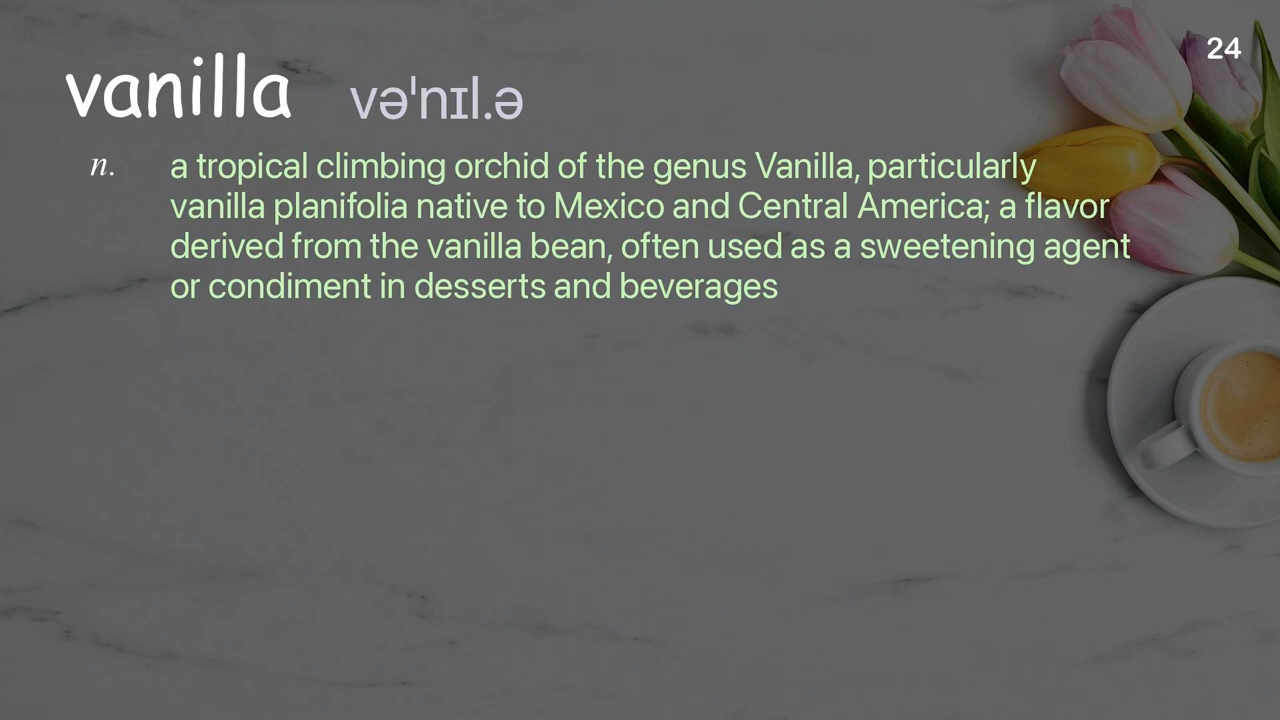 24
vanilla vəˈnɪl.ə
n. a tropical climbing orchid of the genus Vanilla, particularly
vanilla planifolia native to Mexico and Central America; a flavor
derived from the vanilla bean, often used as a sweetening agent
or condiment in desserts and beverages